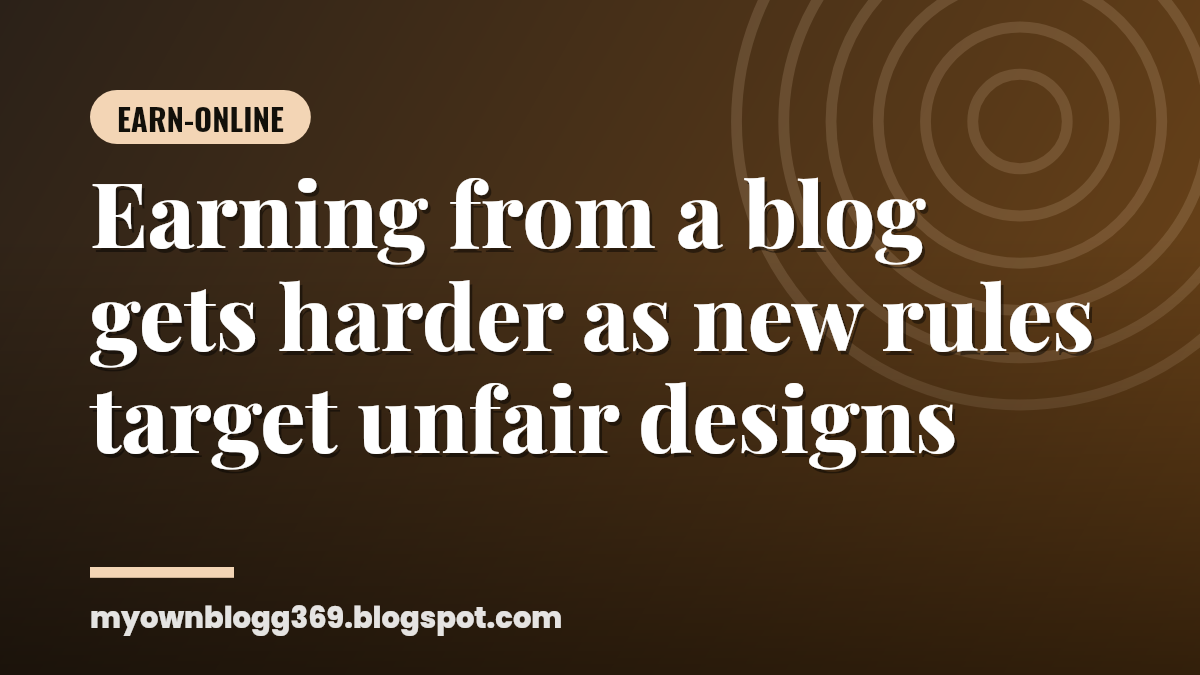 EARN-ONLINE
Earning from a blog
gets harder as new rules
target unfair designs
myownblogg369.blogspot.com